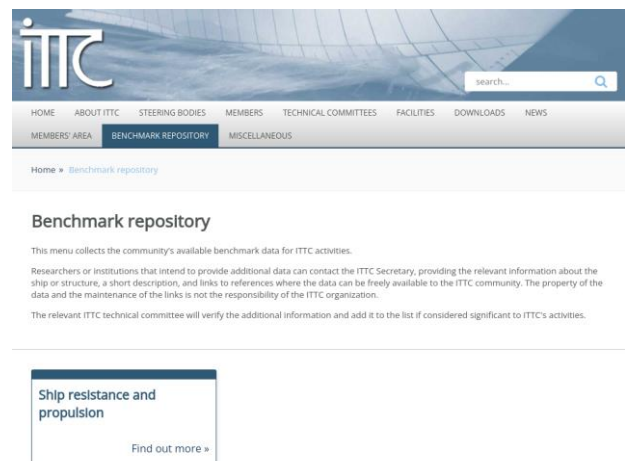 iTTC
search...
HOME ABOUT ITTC STEERING BODIES MEMBERS TECHNICAL COMMITTEES FACILITIES DOWNLOADS NEWS
MEMBERS' AREA BENCHMARK REPOSITORY MISCELLANEOUS
Home » Benchmark repository
Benchmark repository
This menu collects the community's available benchmark data for ITTC activities.
Researchers or institutions that intend to provide additional data can contact the ITTC Secretary, providing the relevant information about the
ship or structure, a short description, and links to references where the data can be freely available to the ITTC community. The property of the
data and the maintenance of the links is not the responsibility of the ITTC organization.
The relevant ITTC technical committee will verify the additional information and add it to the list if considered significant to ITTC's activities.
Ship resistance and
propulsion
Find out more »